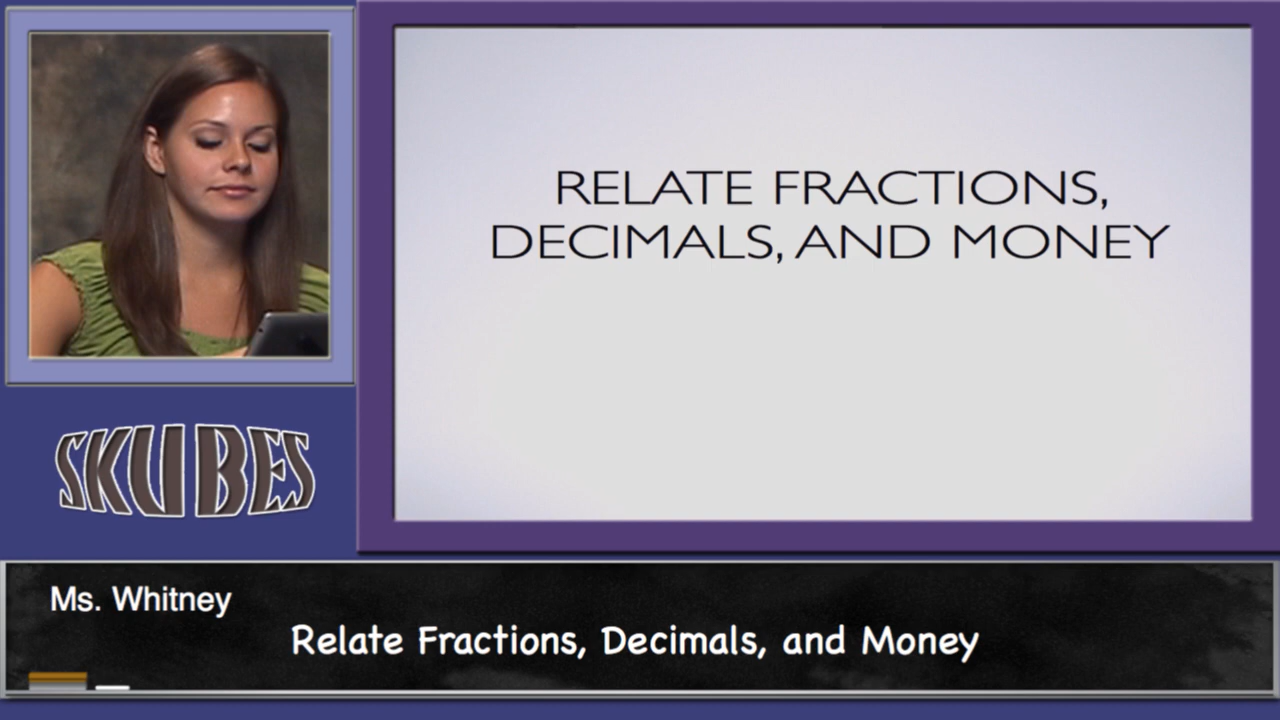 RELATE FRACTIONS,
DECIMALS, AND MONEY
SKUBES
Ms. Whitney
Relate Fractions, Decimals, and Money